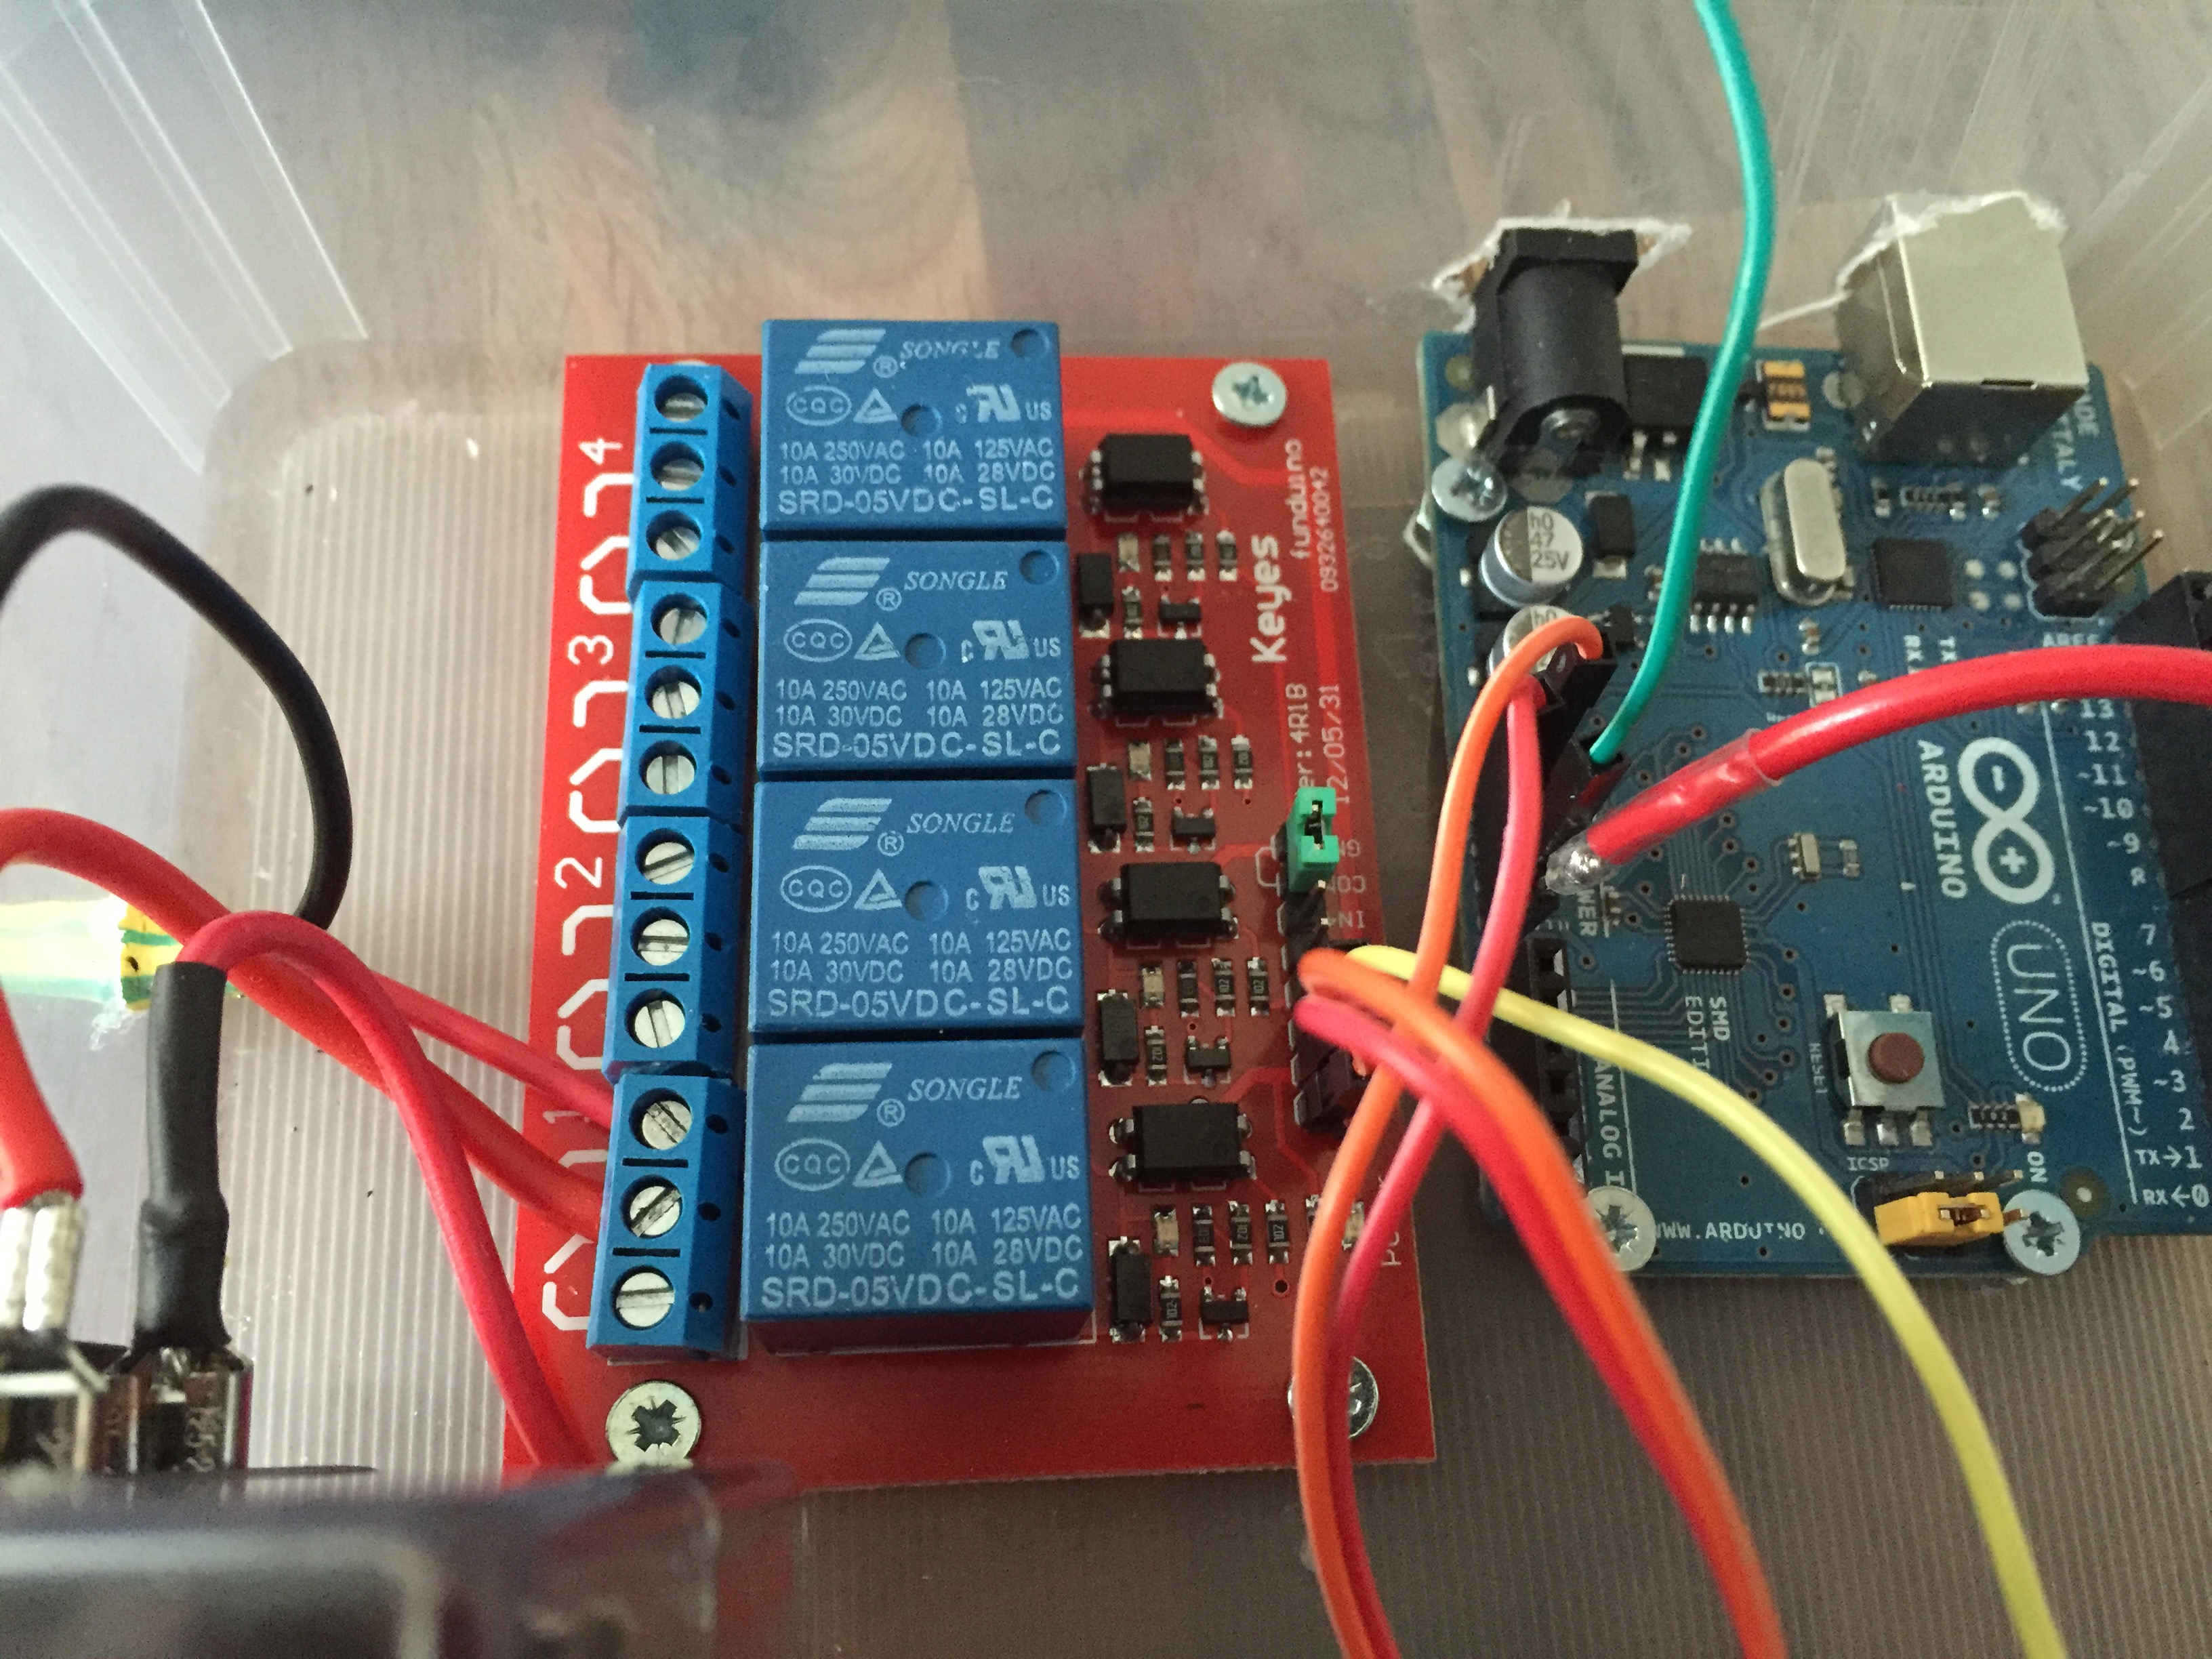 SONGLE
®
CQC
c US
10A 250VAC 10A 125VAC
10A 30VDC 10A 28VDC
SRD-05VDC-SL-C
SONGLE
®
CQC
c US
10A 250VAC 10A 125VAC
10A 30VDC 10A 28VDC
SRD-05VDC-SL-C
SONGLE
®
CQC
c US
10A 250VAC 10A 125VAC
10A 30VDC 10A 28VDC
SRD-05VDC-SL-C
SONGLE
®
CQC
c US
10A 250VAC 10A 125VAC
10A 30VDC 10A 28VDC
SRD-05VDC-SL-C
4
3
2
1
Keyes
funduino
0932640042
4R1B
12/05/31
COM
h0
47
25V
h0
AREF
13
12
~11
~10
~9
8
7
~6
~5
4
~3
2
TX→1
RX←0
DIGITAL (PWM~)
ARDUINO
UNO
SMD
ANALOG
RESET
ICSP
ON
WWW.ARDUINO